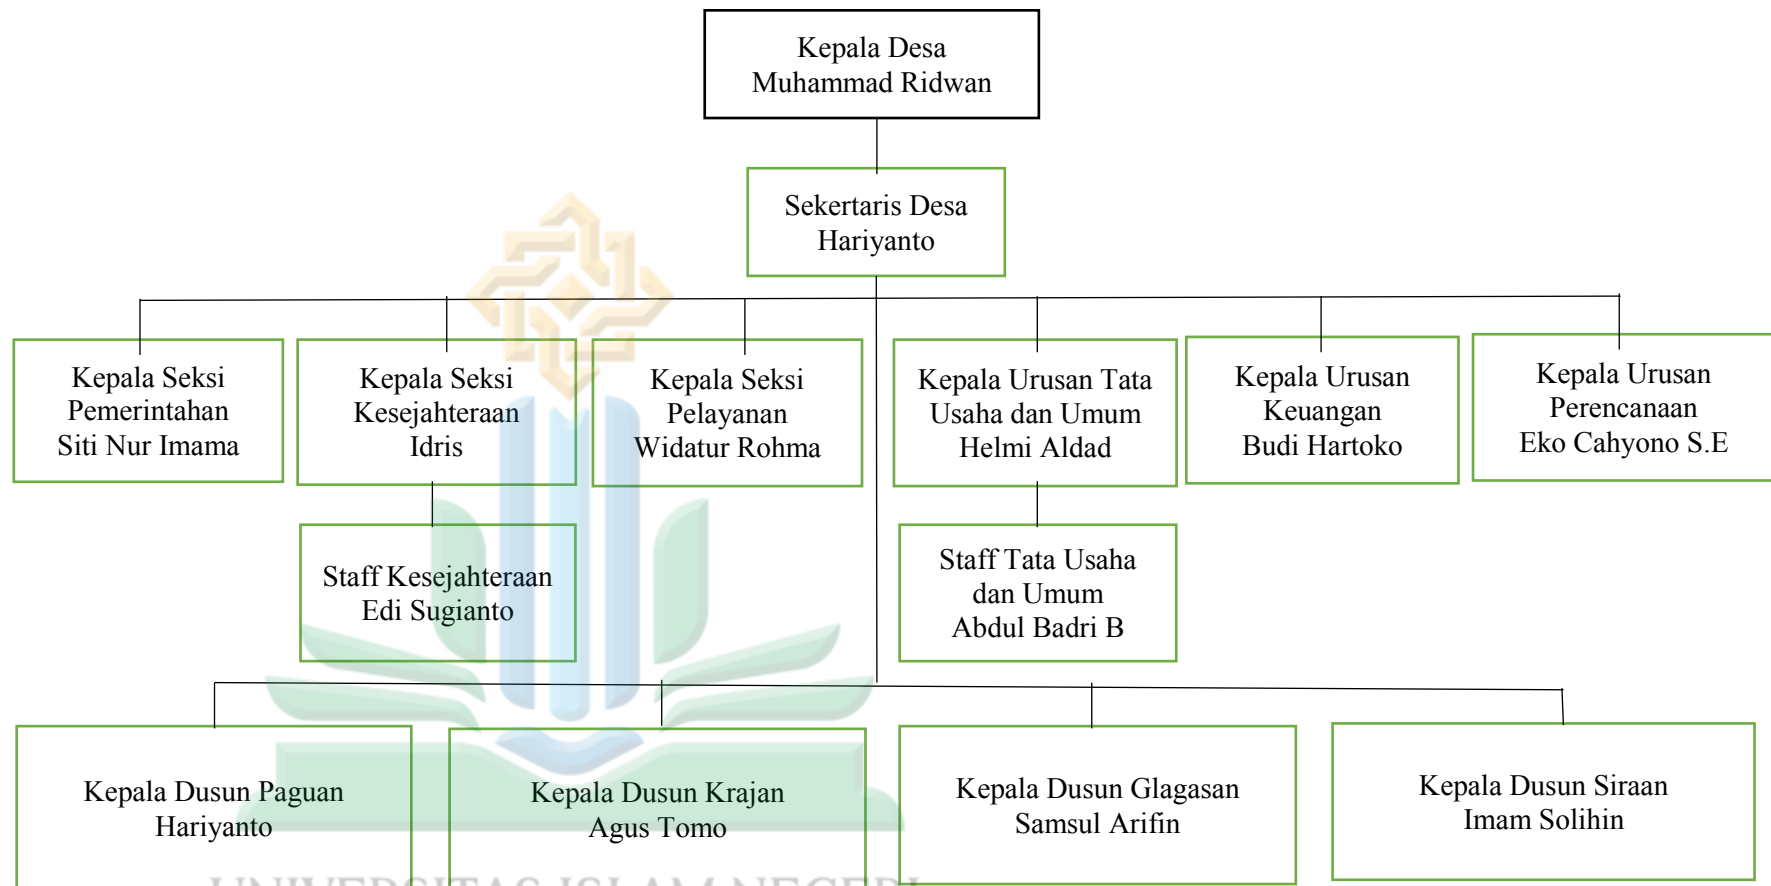 Kepala Desa
Muhammad Ridwan
Sekertaris Desa
Hariyanto
Kepala Seksi
Pemerintahan
Siti Nur Imama
Kepala Seksi
Kesejahteraan
Idris
Kepala Seksi
Pelayanan
Widatur Rohma
Kepala Urusan Tata
Usaha dan Umum
Helmi Aldad
Kepala Urusan
Keuangan
Budi Hartoko
Kepala Urusan
Perencanaan
Eko Cahyono S.E
Staff Kesejahteraan
Edi Sugianto
Staff Tata Usaha
dan Umum
Abdul Badri B
Kepala Dusun Paguan
Hariyanto
Kepala Dusun Krajan
Agus Tomo
Kepala Dusun Glagasan
Samsul Arifin
Kepala Dusun Siraan
Imam Solihin
UNIVERSITAS ISLAM NEGERI